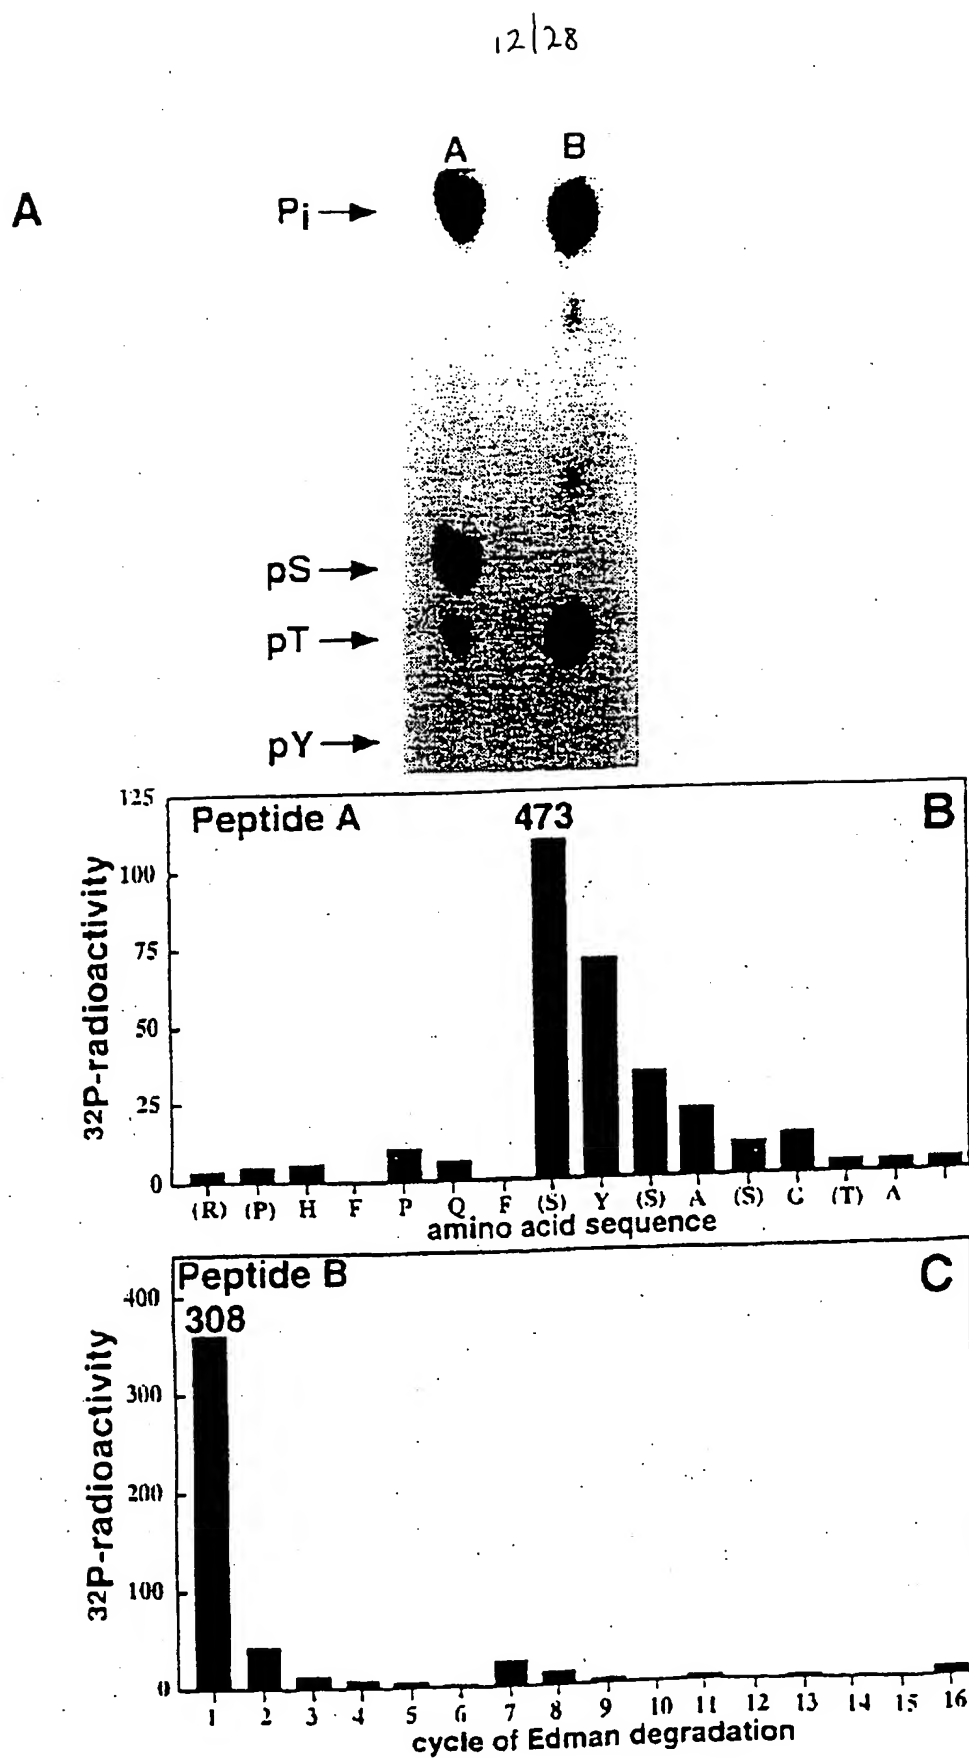 12/28
A B
A
Pi
pS
pT
pY
Peptide A 473 B
125
100
75
50
25
0
32P-radioactivity
(R) (P) H F P Q F (S) Y (S) A (S) G (T) A
amino acid sequence
Peptide B C
308
400
300
200
100
0
32P-radioactivity
1 2 3 4 5 6 7 8 9 10 11 12 13 14 15 16
cycle of Edman degradation